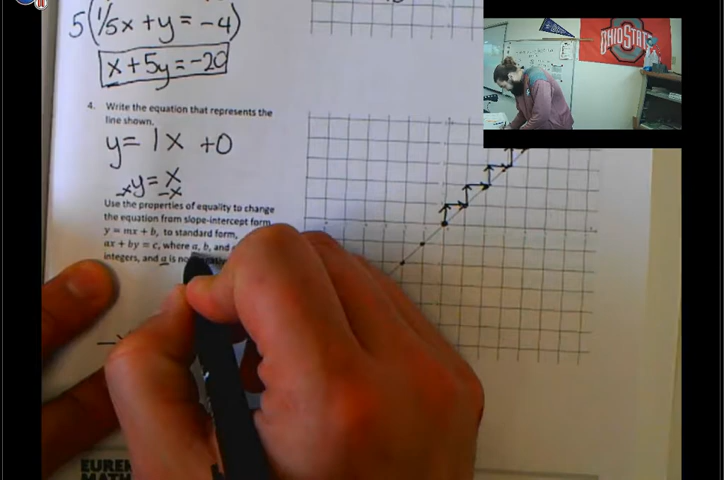 5(1/5x + y = -4)
x + 5y = -20
OHIO STATE
4. Write the equation that represents the
line shown.
y = 1x + 0
y = x
-x -x
Use the properties of equality to change
the equation from slope-intercept form,
y = mx + b, to standard form,
ax + by = c, where a, b, and
integers, and a is
EUREKA
MATH